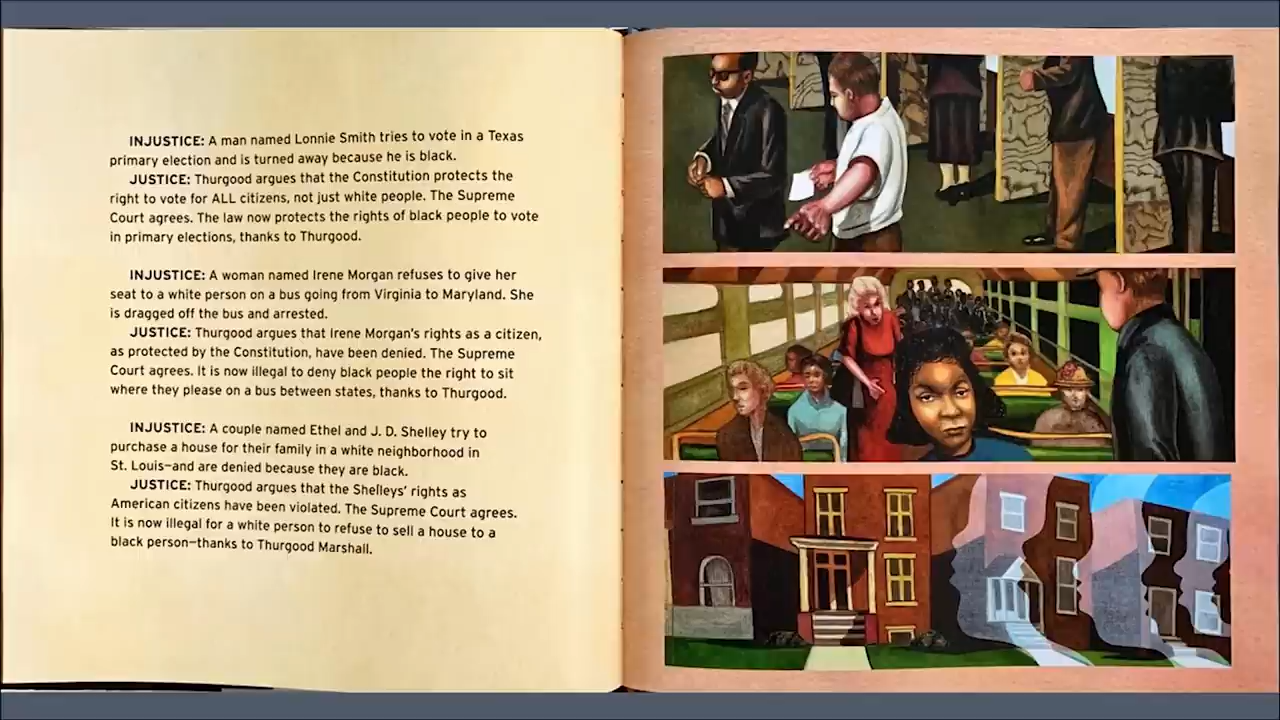 INJUSTICE: A man named Lonnie Smith tries to vote in a Texas
primary election and is turned away because he is black.
JUSTICE: Thurgood argues that the Constitution protects the
right to vote for ALL citizens, not just white people. The Supreme
Court agrees. The law now protects the rights of black people to vote
in primary elections, thanks to Thurgood.
INJUSTICE: A woman named Irene Morgan refuses to give her
seat to a white person on a bus going from Virginia to Maryland. She
is dragged off the bus and arrested.
JUSTICE: Thurgood argues that Irene Morgan's rights as a citizen,
as protected by the Constitution, have been denied. The Supreme
Court agrees. It is now illegal to deny black people the right to sit
where they please on a bus between states, thanks to Thurgood.
INJUSTICE: A couple named Ethel and J. D. Shelley try to
purchase a house for their family in a white neighborhood in
St. Louis—and are denied because they are black.
JUSTICE: Thurgood argues that the Shelleys' rights as
American citizens have been violated. The Supreme Court agrees.
It is now illegal for a white person to refuse to sell a house to a
black person—thanks to Thurgood Marshall.